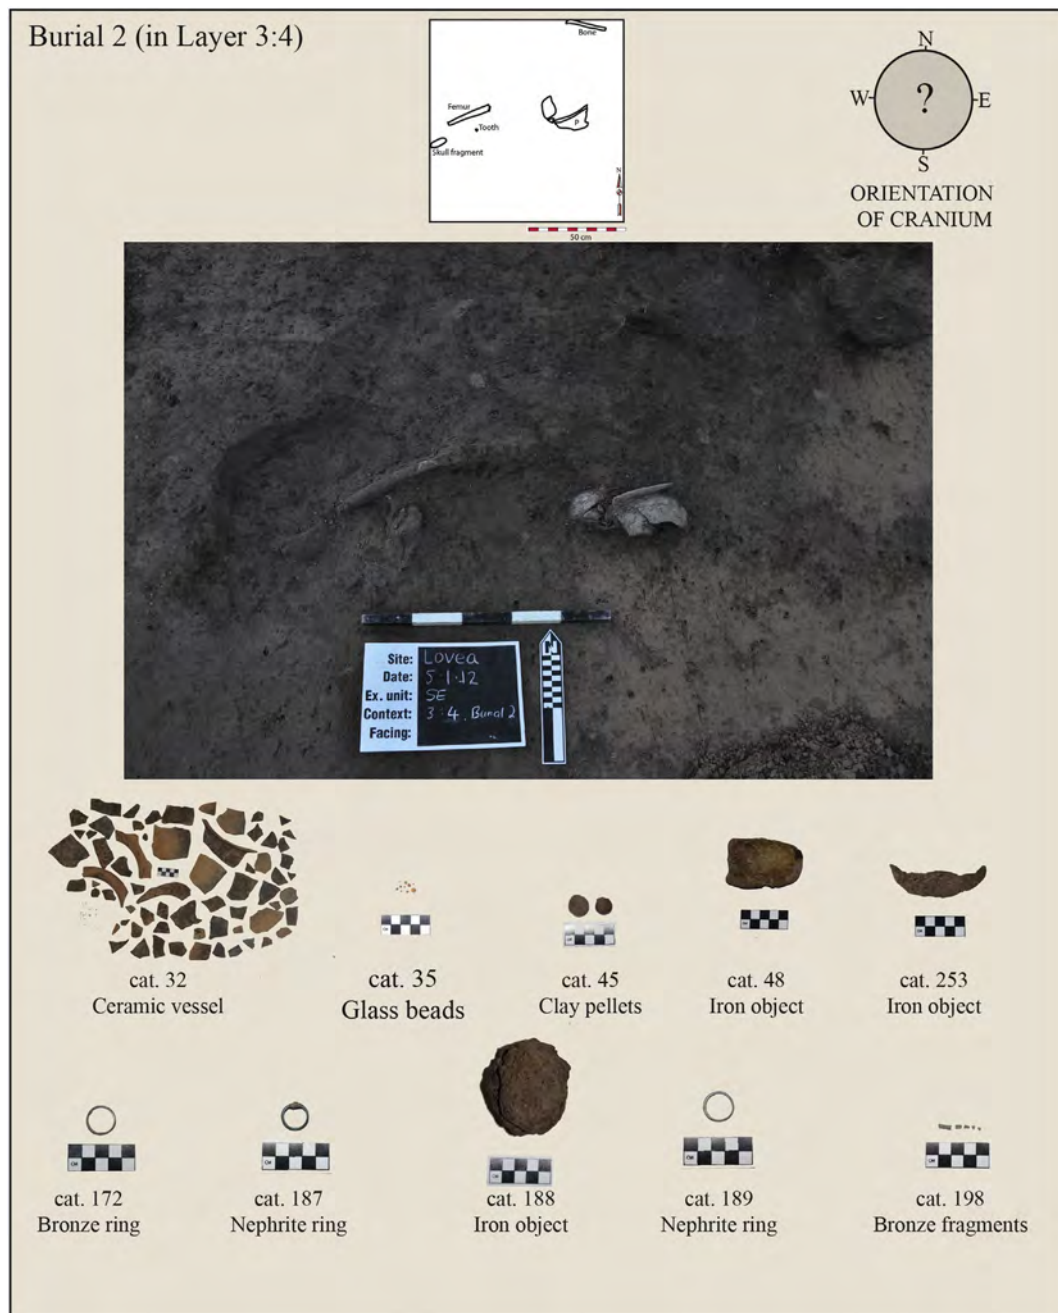 Burial 2 (in Layer 3:4)
Bone
Femur
Tooth
P
Skull fragment
N
50 cm
N
W
?
E
S
ORIENTATION
OF CRANIUM
Site: Lovea
Date: 5.1.12
Ex. unit: SE
Context: 3:4. Burial 2
Facing:
N
cat. 32
Ceramic vessel
cat. 35
Glass beads
cat. 45
Clay pellets
cat. 48
Iron object
cat. 253
Iron object
cat. 172
Bronze ring
cat. 187
Nephrite ring
cat. 188
Iron object
cat. 189
Nephrite ring
cat. 198
Bronze fragments